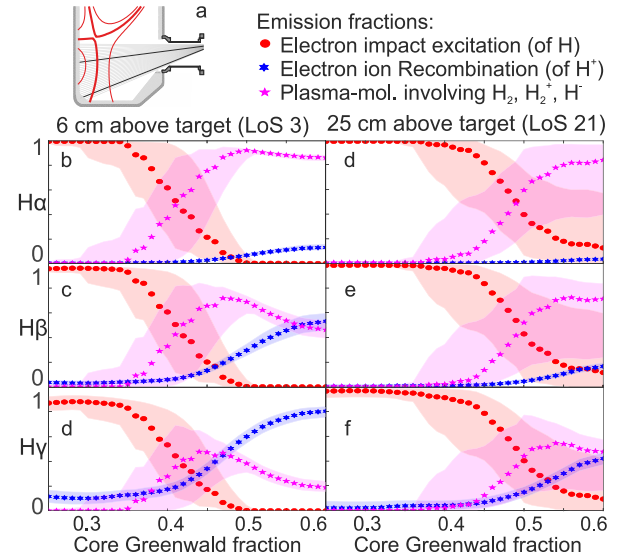 a
Emission fractions:
Electron impact excitation (of H)
Electron ion Recombination (of H⁺)
Plasma-mol. involving H₂, H₂⁺, H⁻
6 cm above target (LoS 3)
25 cm above target (LoS 21)
1
b
d
Hα
0
1
c
e
Hβ
0
1
d
f
Hγ
0
0.3 0.4 0.5 0.6
0.3 0.4 0.5 0.6
Core Greenwald fraction
Core Greenwald fraction